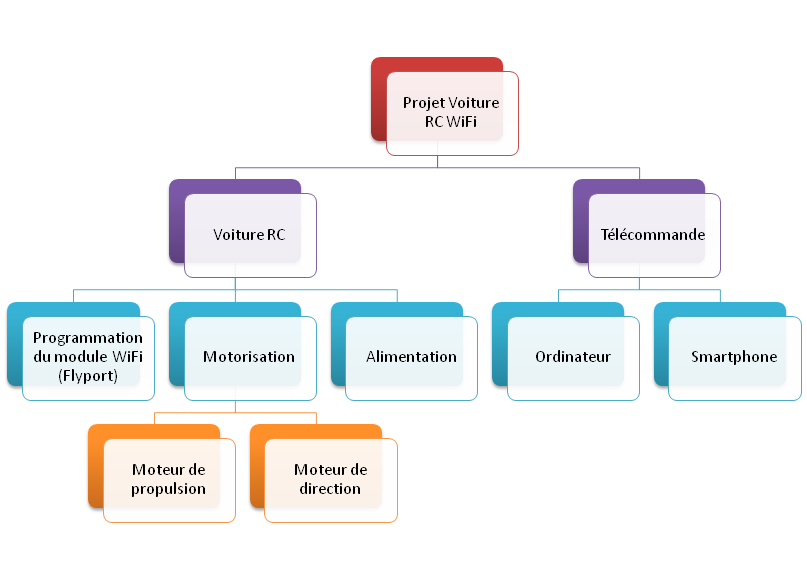 Projet Voiture
RC WiFi
Voiture RC
Télécommande
Programmation
du module WiFi
(Flyport)
Motorisation
Alimentation
Ordinateur
Smartphone
Moteur de
propulsion
Moteur de
direction